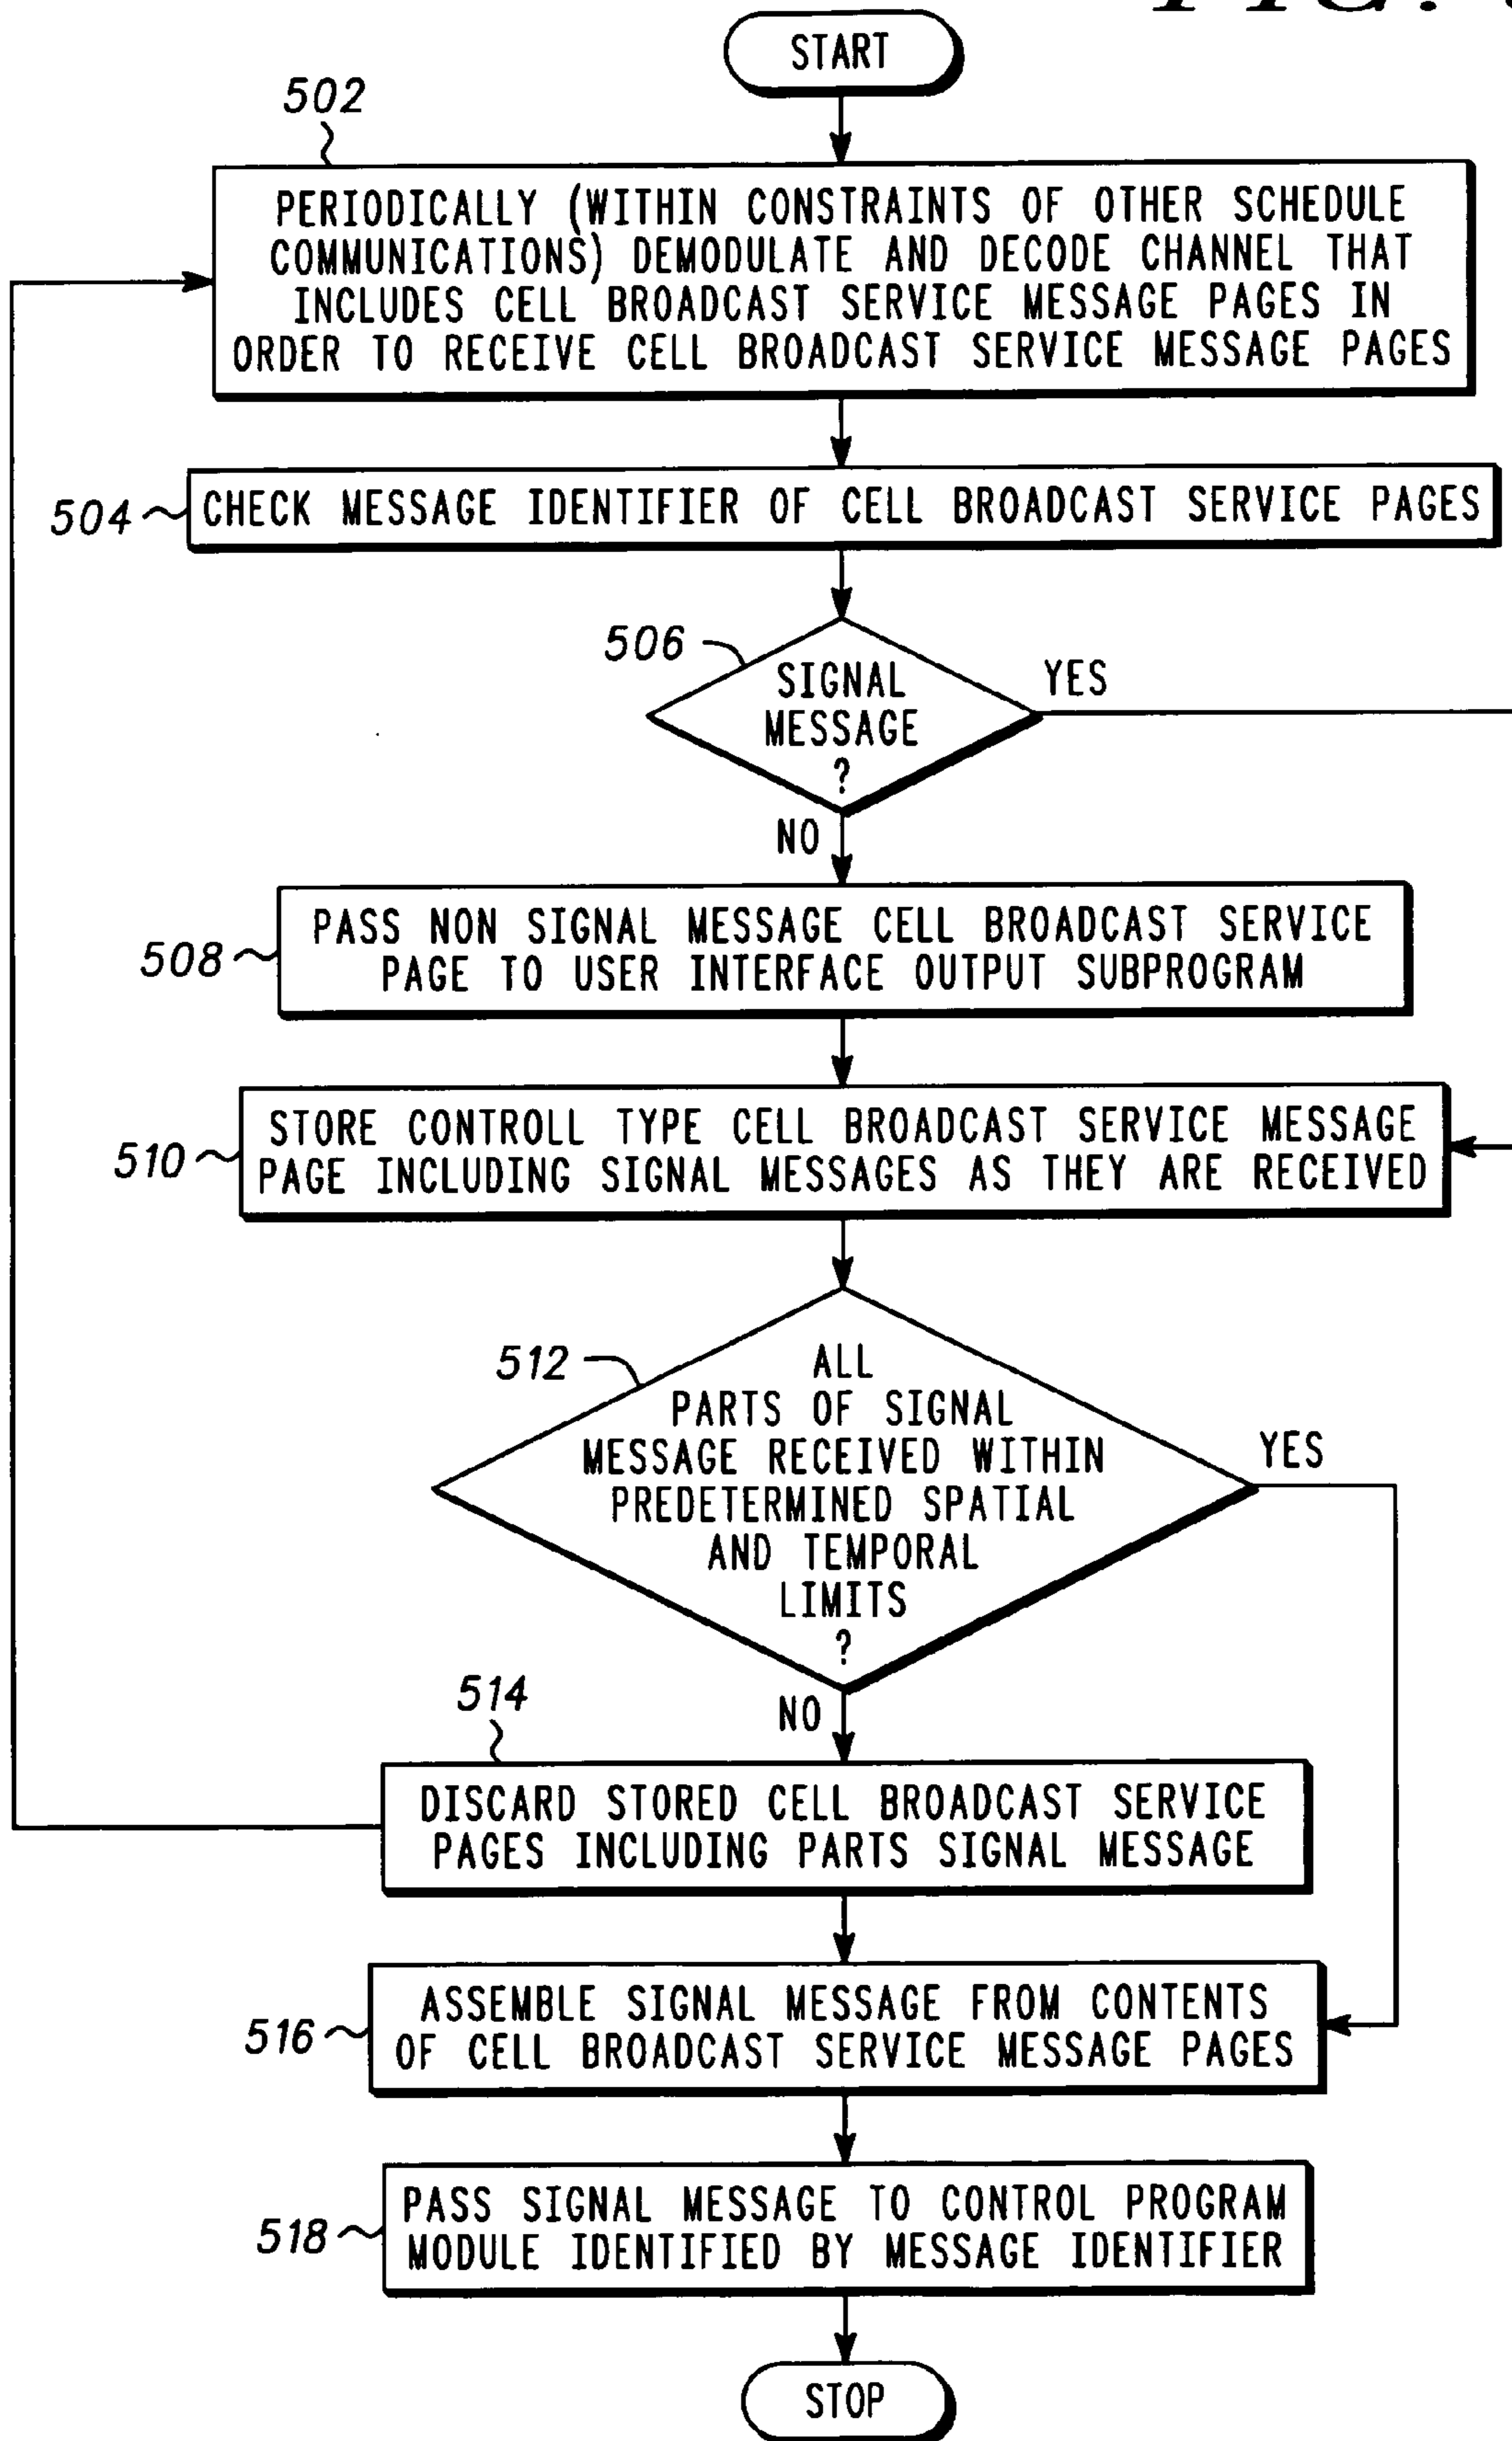 FIG.
START
502
PERIODICALLY (WITHIN CONSTRAINTS OF OTHER SCHEDULE
COMMUNICATIONS) DEMODULATE AND DECODE CHANNEL THAT
INCLUDES CELL BROADCAST SERVICE MESSAGE PAGES IN
ORDER TO RECEIVE CELL BROADCAST SERVICE MESSAGE PAGES
504
CHECK MESSAGE IDENTIFIER OF CELL BROADCAST SERVICE PAGES
506
SIGNAL
MESSAGE
?
YES
NO
508
PASS NON SIGNAL MESSAGE CELL BROADCAST SERVICE
PAGE TO USER INTERFACE OUTPUT SUBPROGRAM
510
STORE CONTROLL TYPE CELL BROADCAST SERVICE MESSAGE
PAGE INCLUDING SIGNAL MESSAGES AS THEY ARE RECEIVED
512
ALL
PARTS OF SIGNAL
MESSAGE RECEIVED WITHIN
PREDETERMINED SPATIAL
AND TEMPORAL
LIMITS
?
YES
NO
514
DISCARD STORED CELL BROADCAST SERVICE
PAGES INCLUDING PARTS SIGNAL MESSAGE
516
ASSEMBLE SIGNAL MESSAGE FROM CONTENTS
OF CELL BROADCAST SERVICE MESSAGE PAGES
518
PASS SIGNAL MESSAGE TO CONTROL PROGRAM
MODULE IDENTIFIED BY MESSAGE IDENTIFIER
STOP